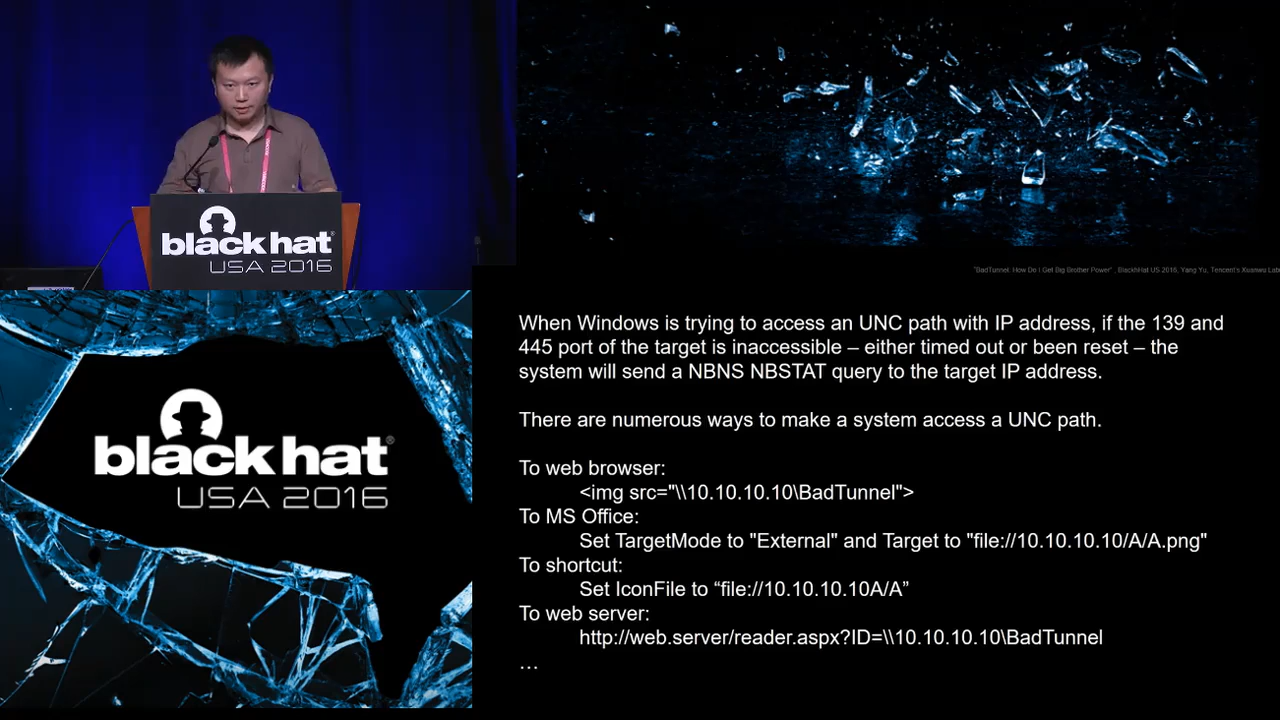 black hat
USA 2016
"BadTunnel: How Do I Get Big Brother Power" , BlackHat US 2016, Yang Yu, Tencent's Xuanwu Lab
black hat®
USA 2016
When Windows is trying to access an UNC path with IP address, if the 139 and
445 port of the target is inaccessible – either timed out or been reset – the
system will send a NBNS NBSTAT query to the target IP address.
There are numerous ways to make a system access a UNC path.
To web browser:
<img src="\\10.10.10.10\BadTunnel">
To MS Office:
Set TargetMode to "External" and Target to "file://10.10.10.10/A/A.png"
To shortcut:
Set IconFile to “file://10.10.10.10A/A”
To web server:
http://web.server/reader.aspx?ID=\\10.10.10.10\BadTunnel
…